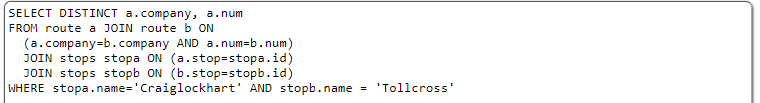 SELECT DISTINCT a.company, a.num
FROM route a JOIN route b ON
  (a.company=b.company AND a.num=b.num)
  JOIN stops stopa ON (a.stop=stopa.id)
  JOIN stops stopb ON (b.stop=stopb.id)
WHERE stopa.name='Craiglockhart' AND stopb.name = 'Tollcross'